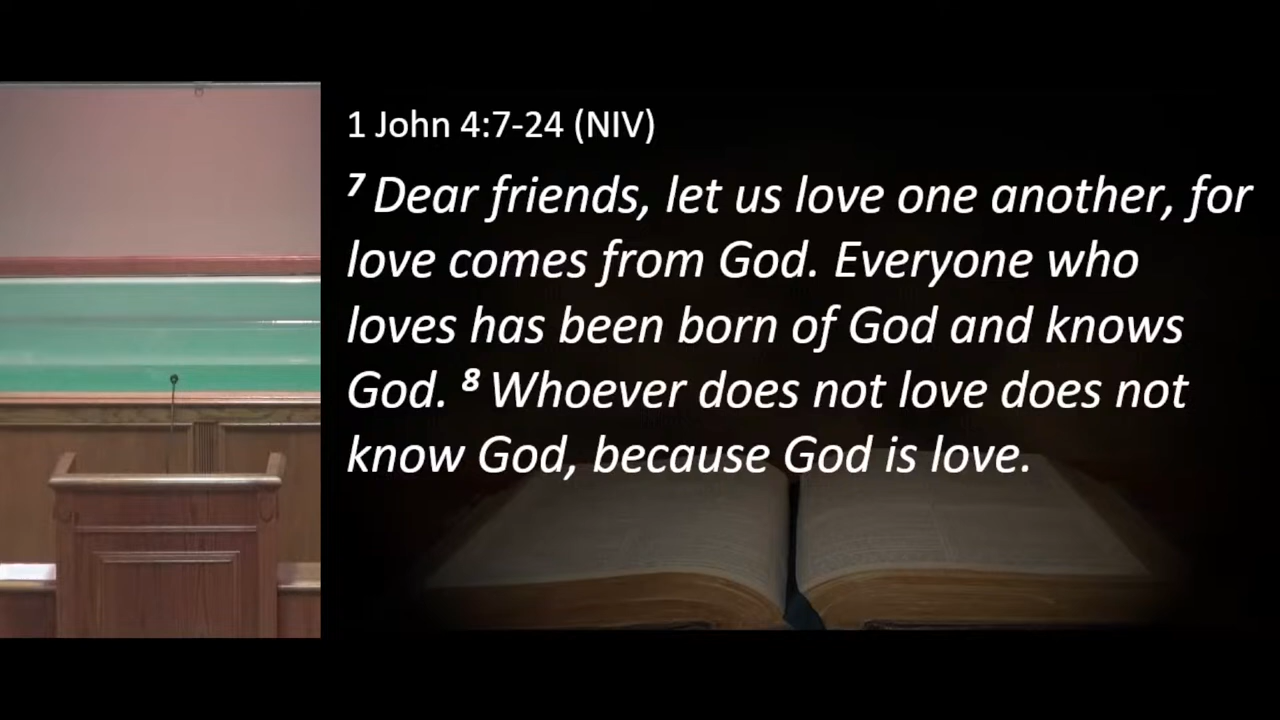 1 John 4:7-24 (NIV)
7 Dear friends, let us love one another, for
love comes from God. Everyone who
loves has been born of God and knows
God. 8 Whoever does not love does not
know God, because God is love.